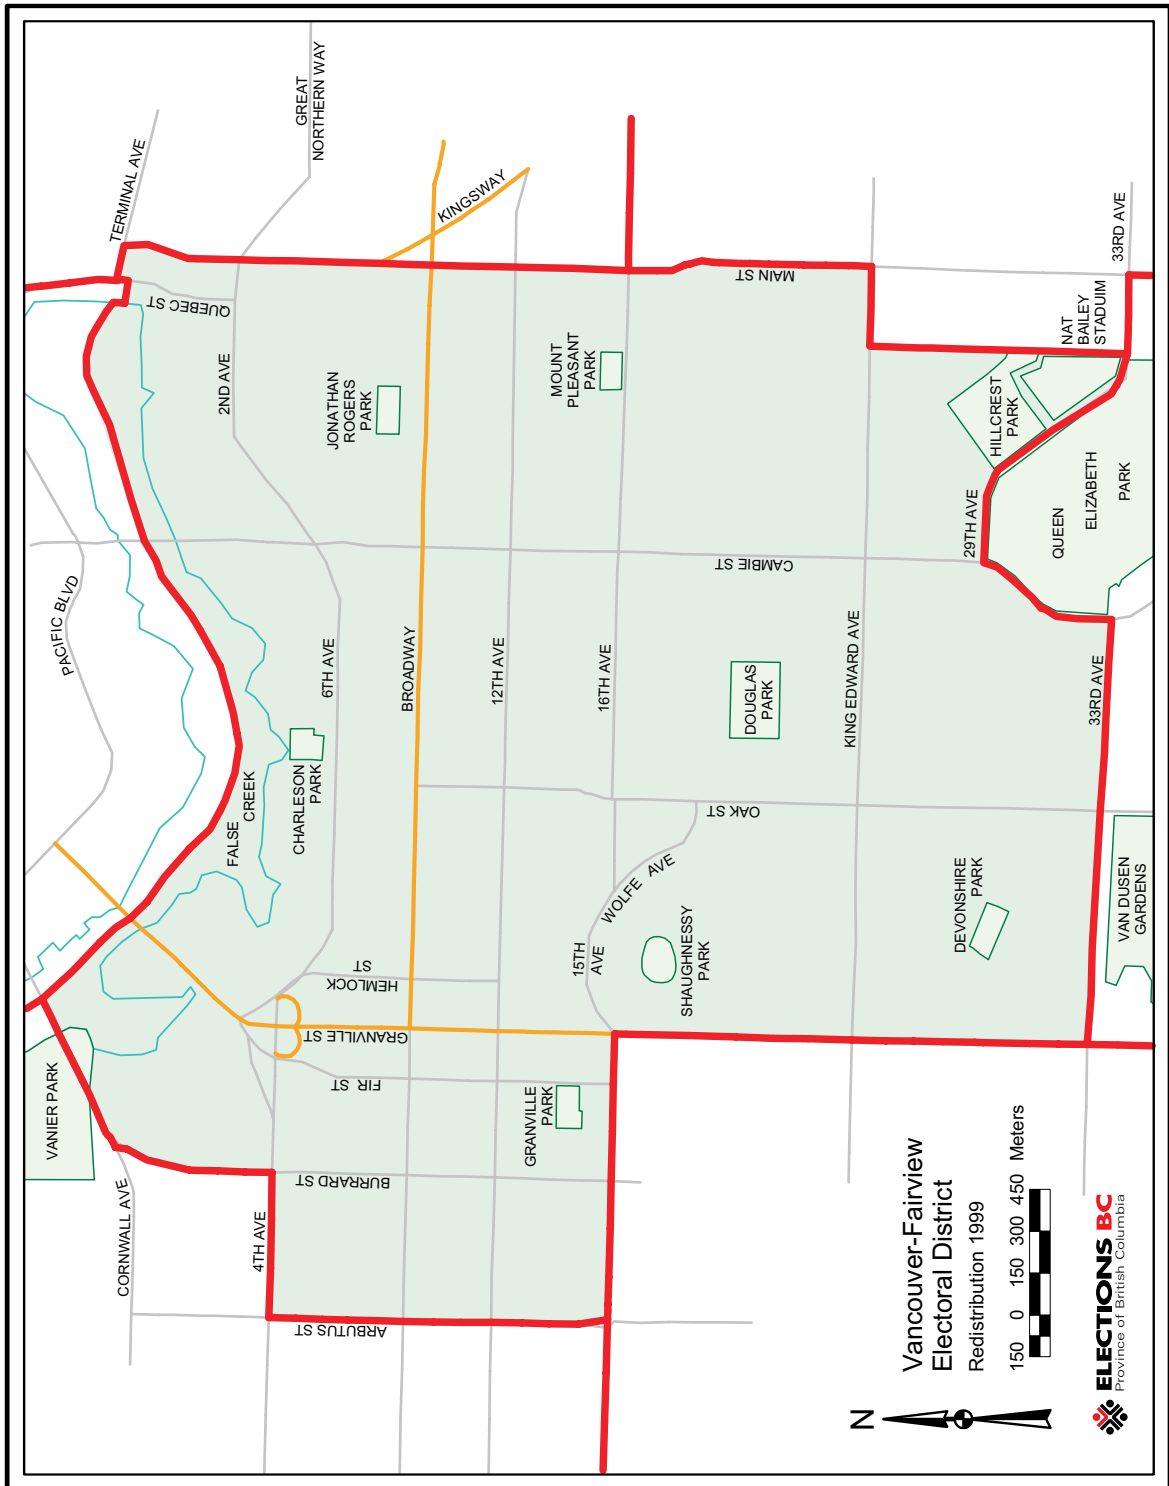 GREAT
NORTHERN WAY
TERMINAL AVE
KINGSWAY
33RD AVE
MAIN ST
QUEBEC ST
NAT
BAILEY
STADUIM
2ND AVE
MOUNT
PLEASANT
PARK
JONATHAN
ROGERS
PARK
HILLCREST
PARK
29TH AVE
QUEEN
ELIZABETH
PARK
CAMBIE ST
PACIFIC BLVD
6TH AVE
BROADWAY
12TH AVE
16TH AVE
DOUGLAS
PARK
KING EDWARD AVE
33RD AVE
FALSE
CREEK
CHARLESON
PARK
OAK ST
WOLFE AVE
DEVONSHIRE
PARK
VAN DUSEN
GARDENS
15TH
AVE
SHAUGHNESSY
PARK
HEMLOCK
ST
GRANVILLE ST
FIR ST
VANIER PARK
GRANVILLE
PARK
BURRARD ST
CORNWALL AVE
4TH AVE
ARBUTUS ST
Vancouver-Fairview
Electoral District
Redistribution 1999
150 0 150 300 450 Meters
N
ELECTIONS BC
Province of British Columbia